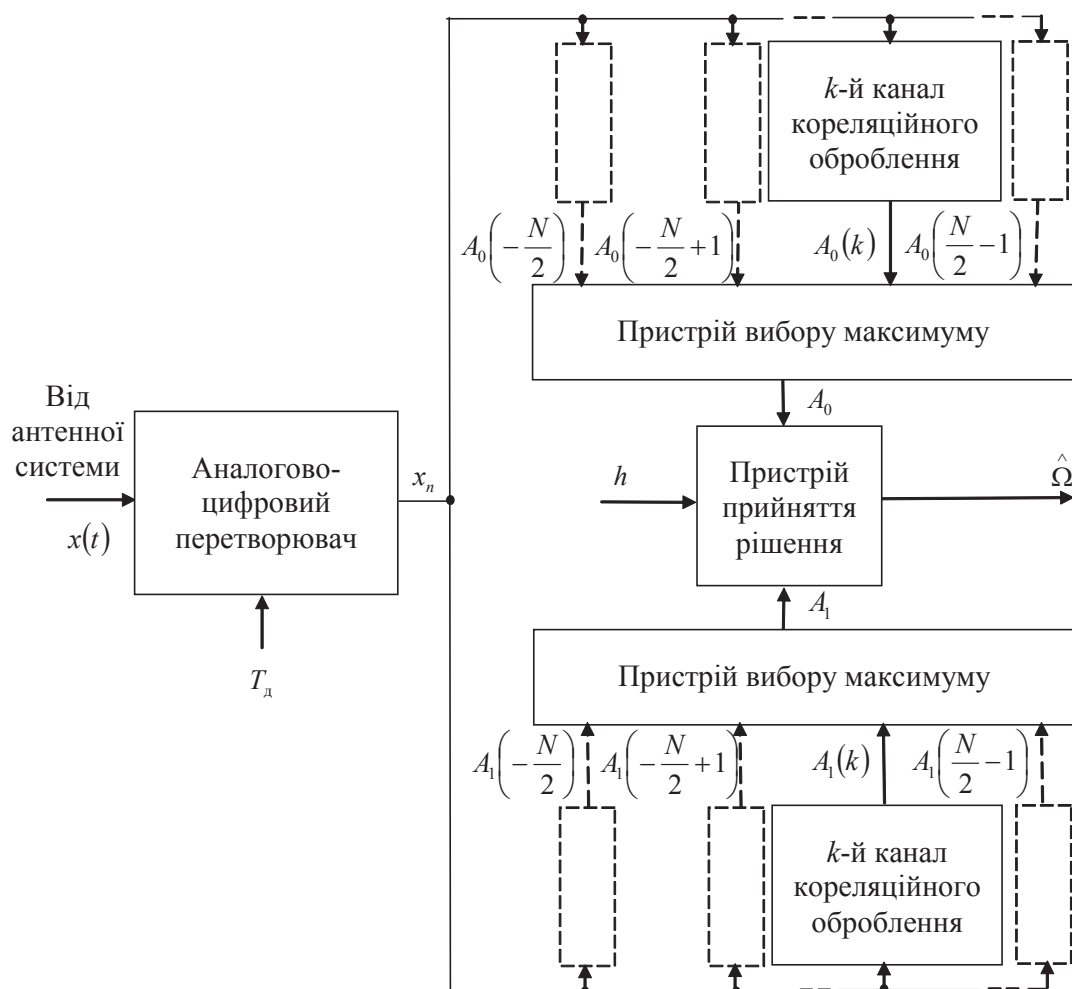 k-й канал
кореляційного
оброблення
A₀(−N/2) A₀(−N/2+1) A₀(k) A₀(N/2−1)
Пристрій вибору максимуму
A₀
Від
антенної
системи
x(t)
Аналогово-
цифровий
перетворювач
xₙ
T_д
h
Пристрій
прийняття
рішення
Ω̂
A₁
Пристрій вибору максимуму
A₁(−N/2) A₁(−N/2+1) A₁(k) A₁(N/2−1)
k-й канал
кореляційного
оброблення